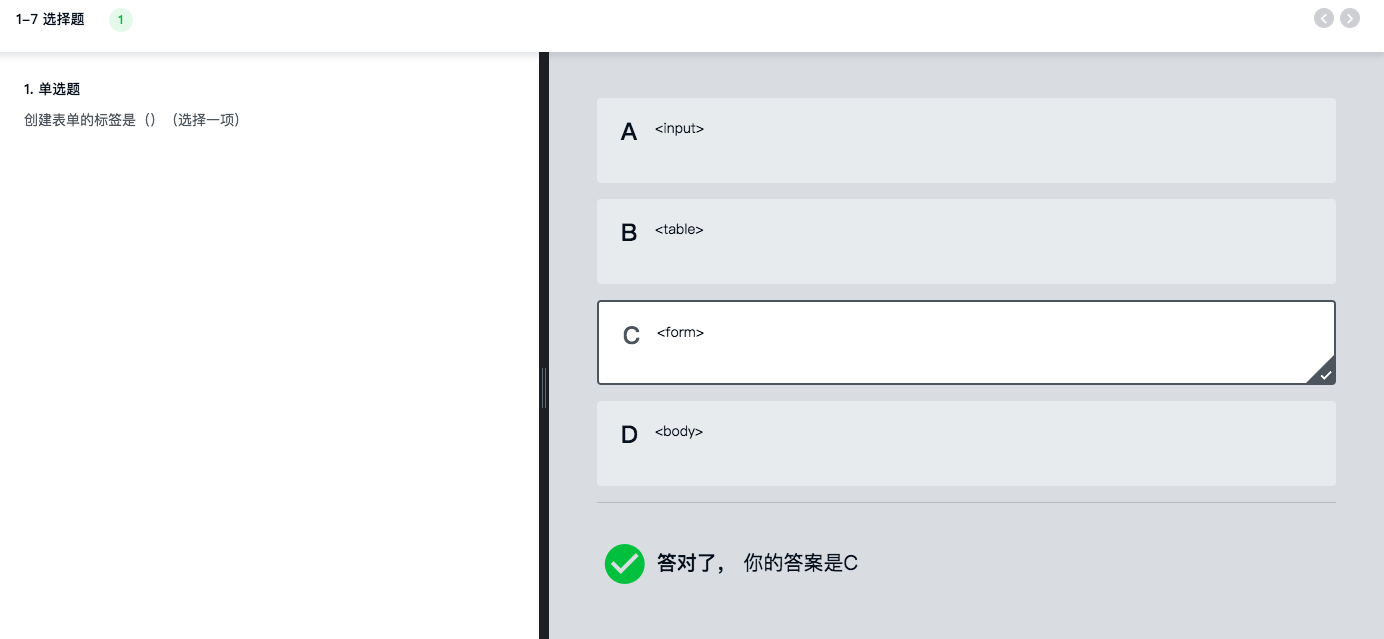 1-7 选择题 1
1. 单选题
创建表单的标签是（）（选择一项）
A <input>
B <table>
C <form>
D <body>
答对了， 你的答案是C